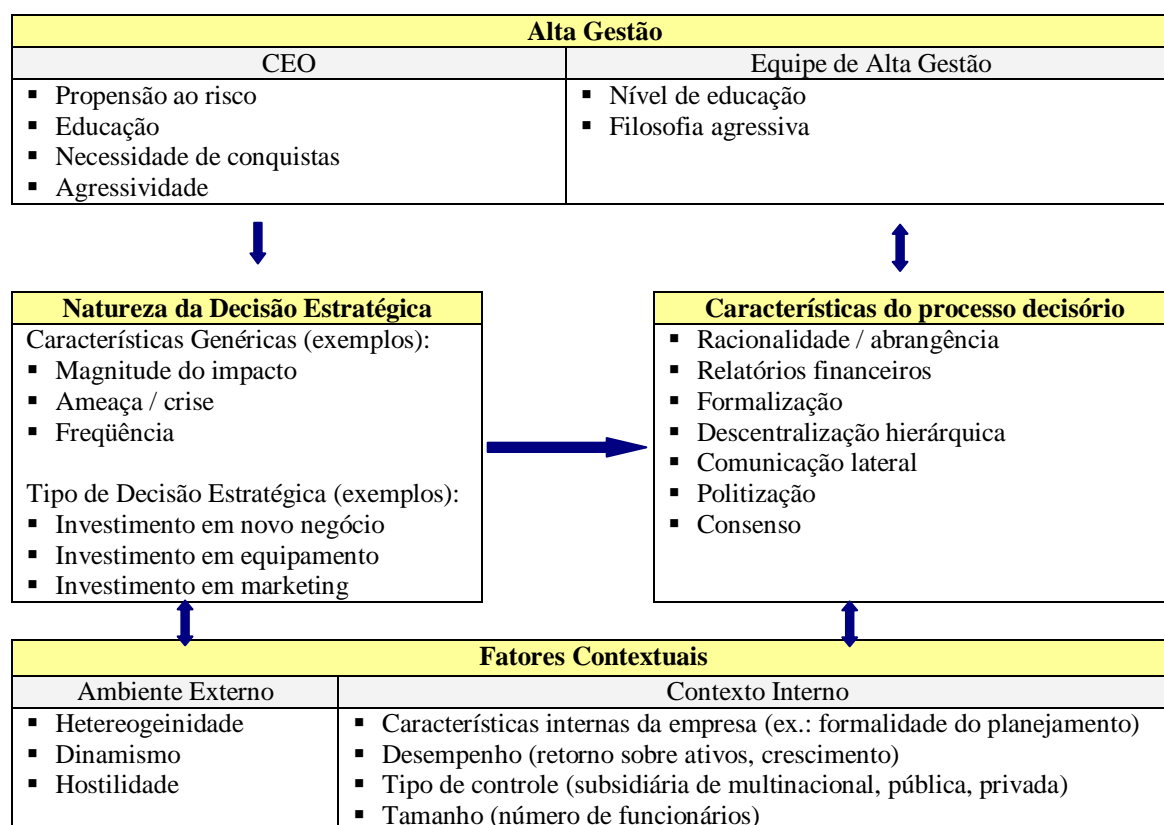 Alta Gestão
CEO
Equipe de Alta Gestão
▪ Propensão ao risco
▪ Educação
▪ Necessidade de conquistas
▪ Agressividade
▪ Nível de educação
▪ Filosofia agressiva
Natureza da Decisão Estratégica
Características Genéricas (exemplos):
▪ Magnitude do impacto
▪ Ameaça / crise
▪ Freqüência
Tipo de Decisão Estratégica (exemplos):
▪ Investimento em novo negócio
▪ Investimento em equipamento
▪ Investimento em marketing
Características do processo decisório
▪ Racionalidade / abrangência
▪ Relatórios financeiros
▪ Formalização
▪ Descentralização hierárquica
▪ Comunicação lateral
▪ Politização
▪ Consenso
Fatores Contextuais
Ambiente Externo
Contexto Interno
▪ Hetereogeinidade
▪ Dinamismo
▪ Hostilidade
▪ Características internas da empresa (ex.: formalidade do planejamento)
▪ Desempenho (retorno sobre ativos, crescimento)
▪ Tipo de controle (subsidiária de multinacional, pública, privada)
▪ Tamanho (número de funcionários)